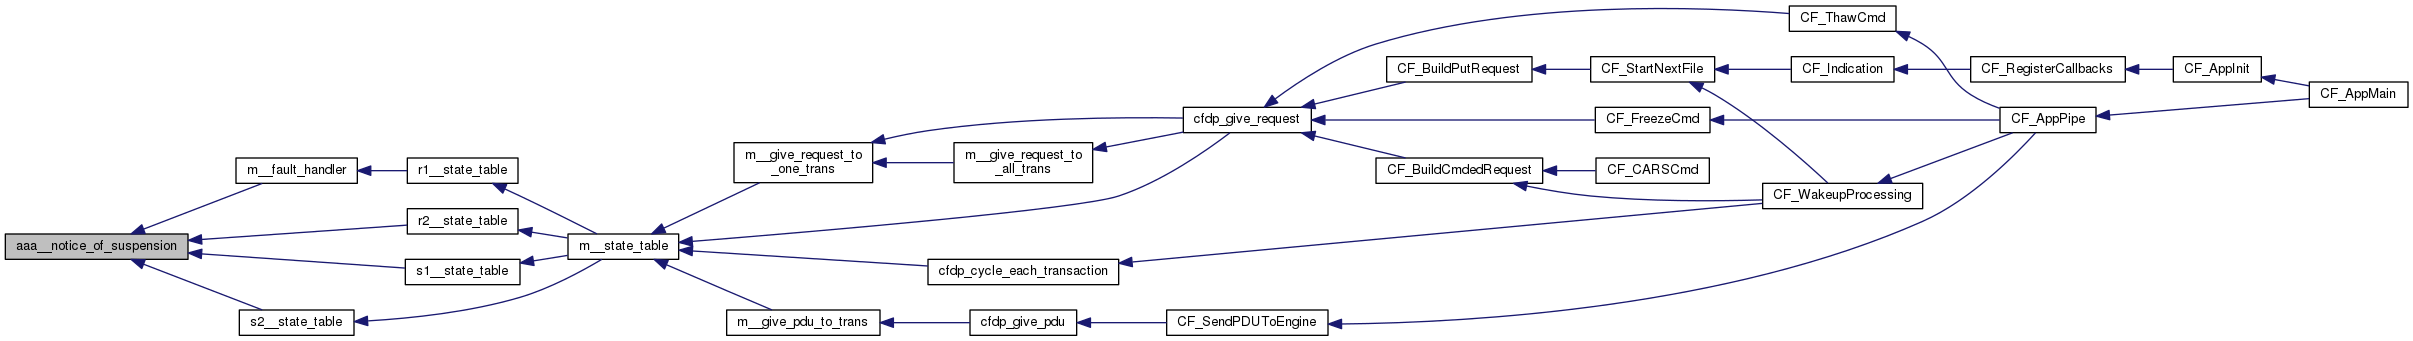 CF_ThawCmd
CF_BuildPutRequest
CF_StartNextFile
CF_Indication
CF_RegisterCallbacks
CF_AppInit
CF_AppMain
cfdp_give_request
CF_FreezeCmd
CF_AppPipe
m__give_request_to
_one_trans
m__give_request_to
_all_trans
m__fault_handler
r1__state_table
CF_BuildCmdedRequest
CF_CARSCmd
CF_WakeupProcessing
r2__state_table
aaa__notice_of_suspension
m__state_table
s1__state_table
cfdp_cycle_each_transaction
s2__state_table
m__give_pdu_to_trans
cfdp_give_pdu
CF_SendPDUToEngine